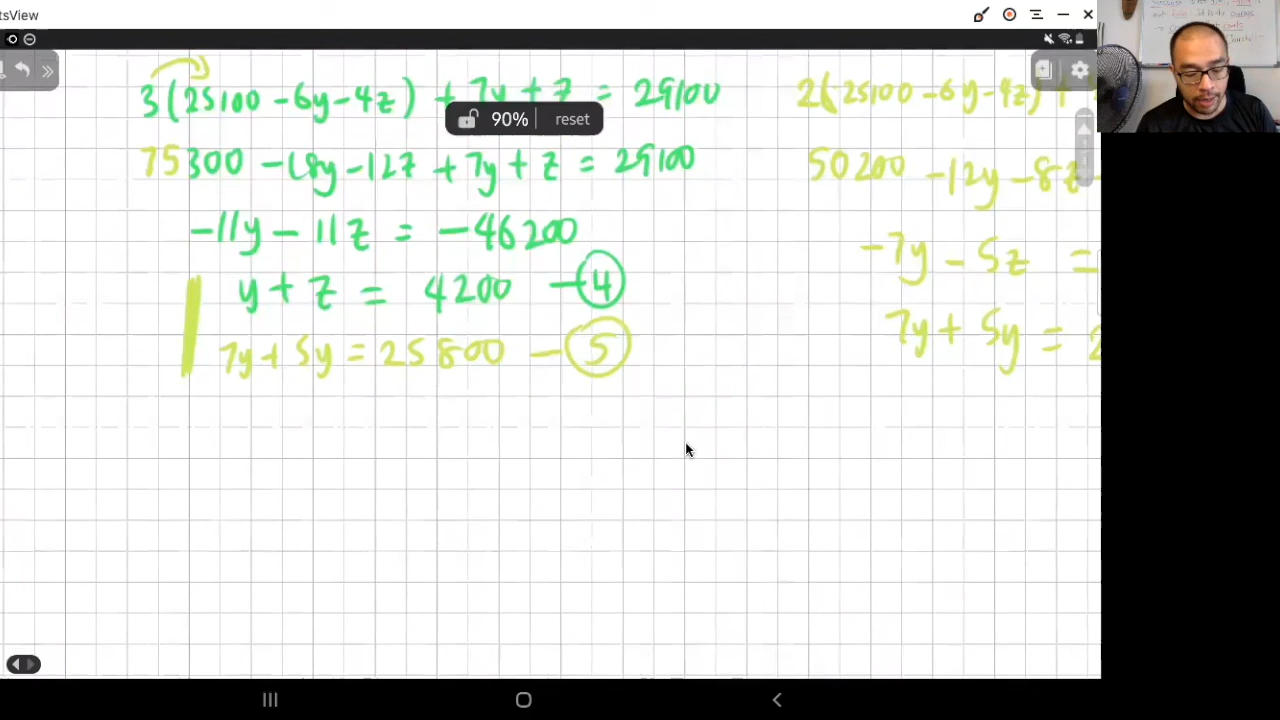 tsView
3(25100 -6y-4z) + 7y + z = 29100
90% reset
75300 -18y -12z + 7y + z = 29100
-11y - 11z = -46200
y + z = 4200 - 4
7y + 5y = 25800 - 5
2(25100 -6y-4z) +
50200 -12y -8z
-7y - 5z =
7y + 5y = 2